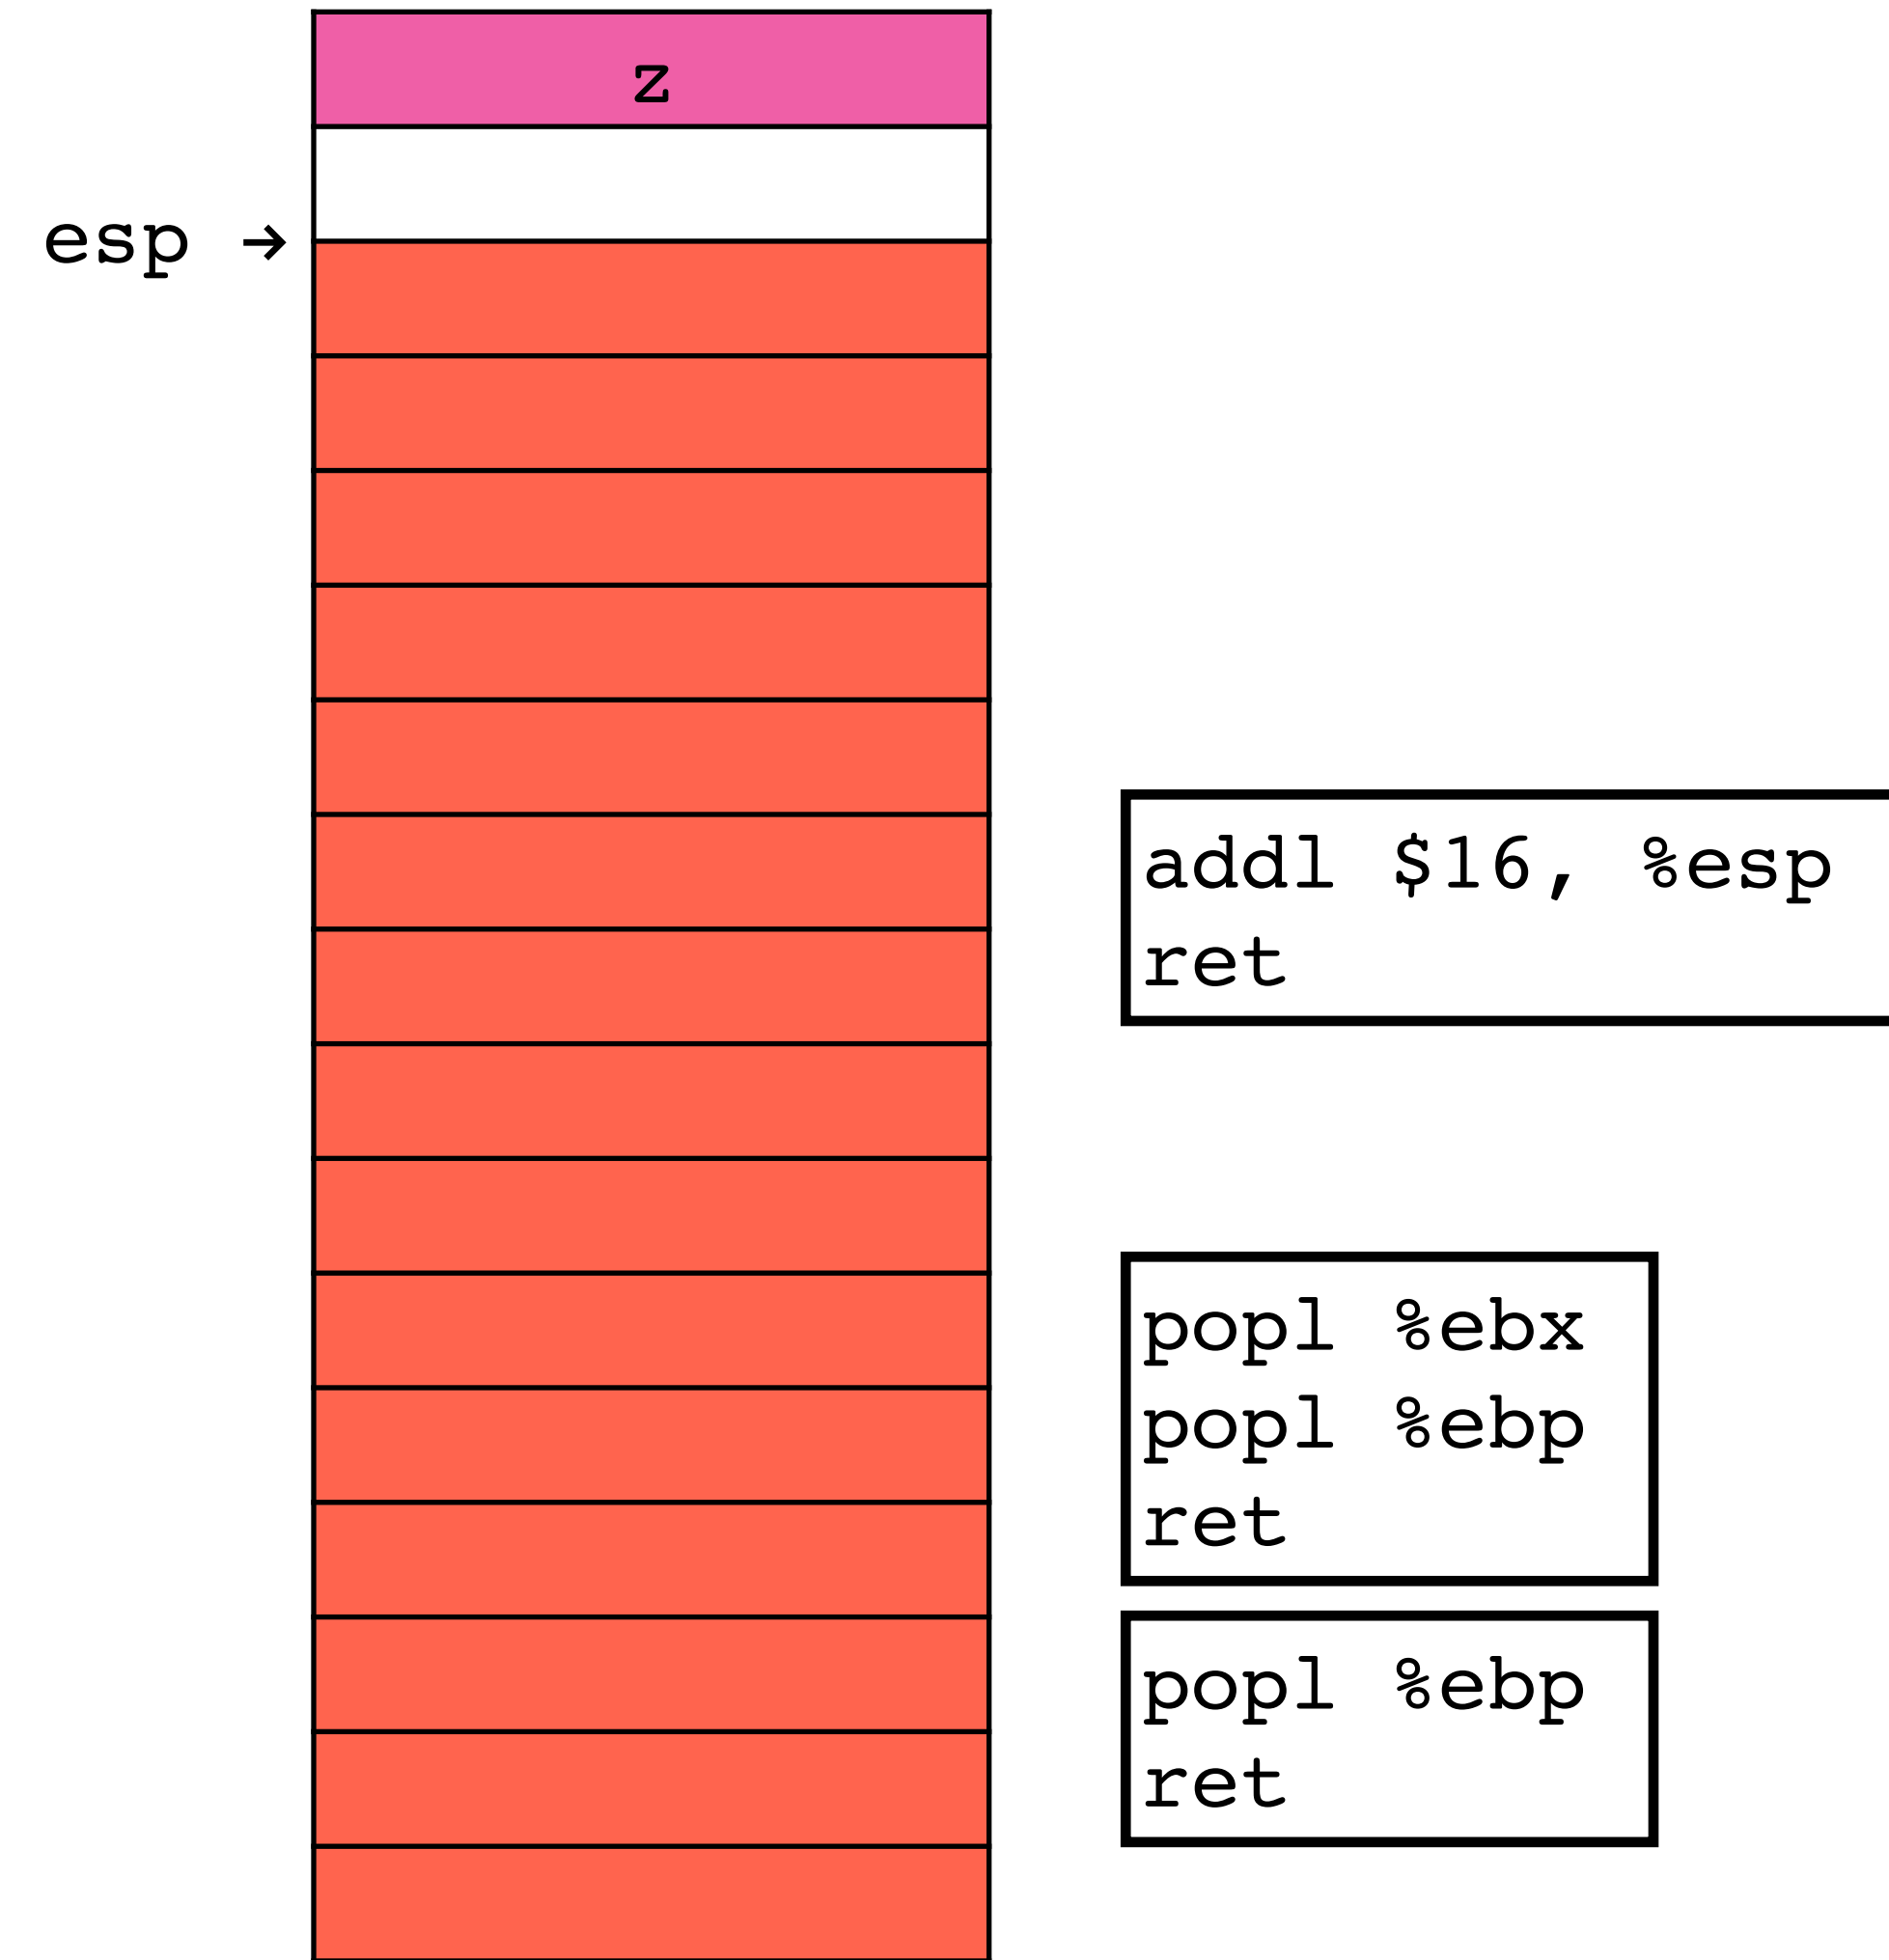 z
esp →
addl $16, %esp
ret
popl %ebx
popl %ebp
ret
popl %ebp
ret